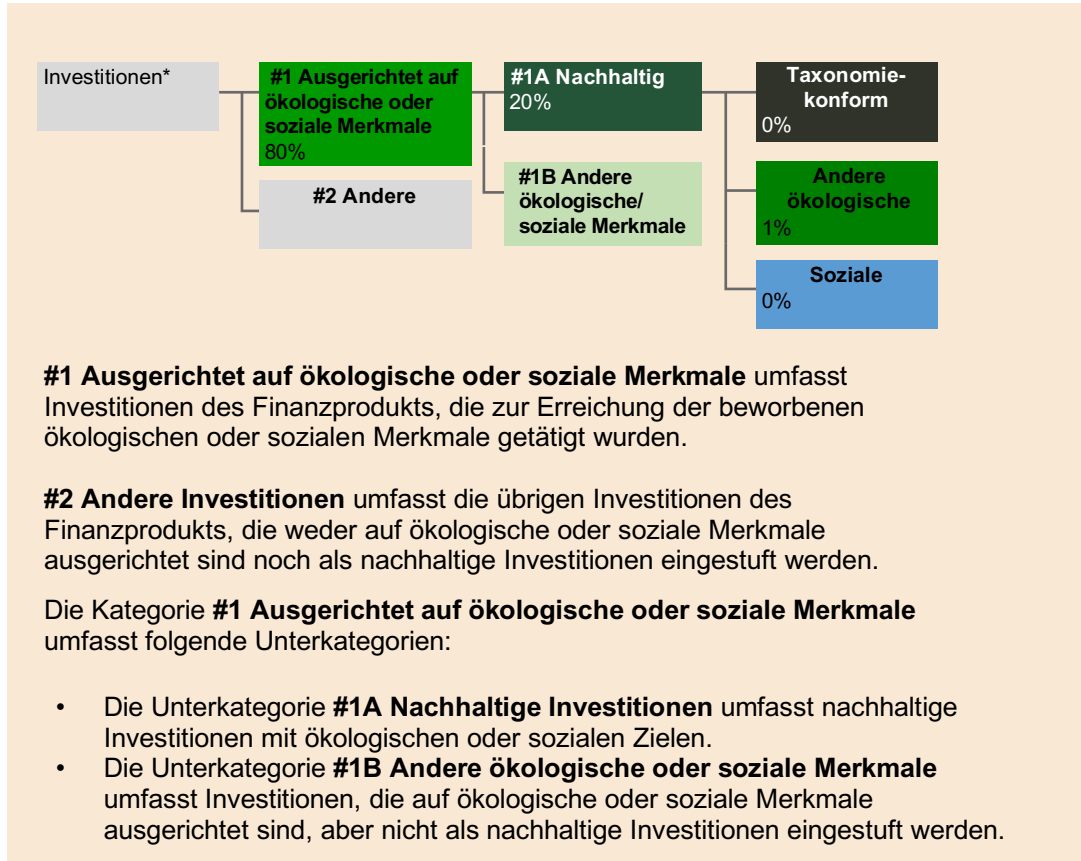 Investitionen*
#1 Ausgerichtet auf
ökologische oder
soziale Merkmale
80%
#2 Andere
#1A Nachhaltig
20%
#1B Andere
ökologische/
soziale Merkmale
Taxonomie-
konform
0%
Andere
ökologische
1%
Soziale
0%
#1 Ausgerichtet auf ökologische oder soziale Merkmale umfasst
Investitionen des Finanzprodukts, die zur Erreichung der beworbenen
ökologischen oder sozialen Merkmale getätigt wurden.
#2 Andere Investitionen umfasst die übrigen Investitionen des
Finanzprodukts, die weder auf ökologische oder soziale Merkmale
ausgerichtet sind noch als nachhaltige Investitionen eingestuft werden.
Die Kategorie #1 Ausgerichtet auf ökologische oder soziale Merkmale
umfasst folgende Unterkategorien:
• Die Unterkategorie #1A Nachhaltige Investitionen umfasst nachhaltige
Investitionen mit ökologischen oder sozialen Zielen.
• Die Unterkategorie #1B Andere ökologische oder soziale Merkmale
umfasst Investitionen, die auf ökologische oder soziale Merkmale
ausgerichtet sind, aber nicht als nachhaltige Investitionen eingestuft werden.